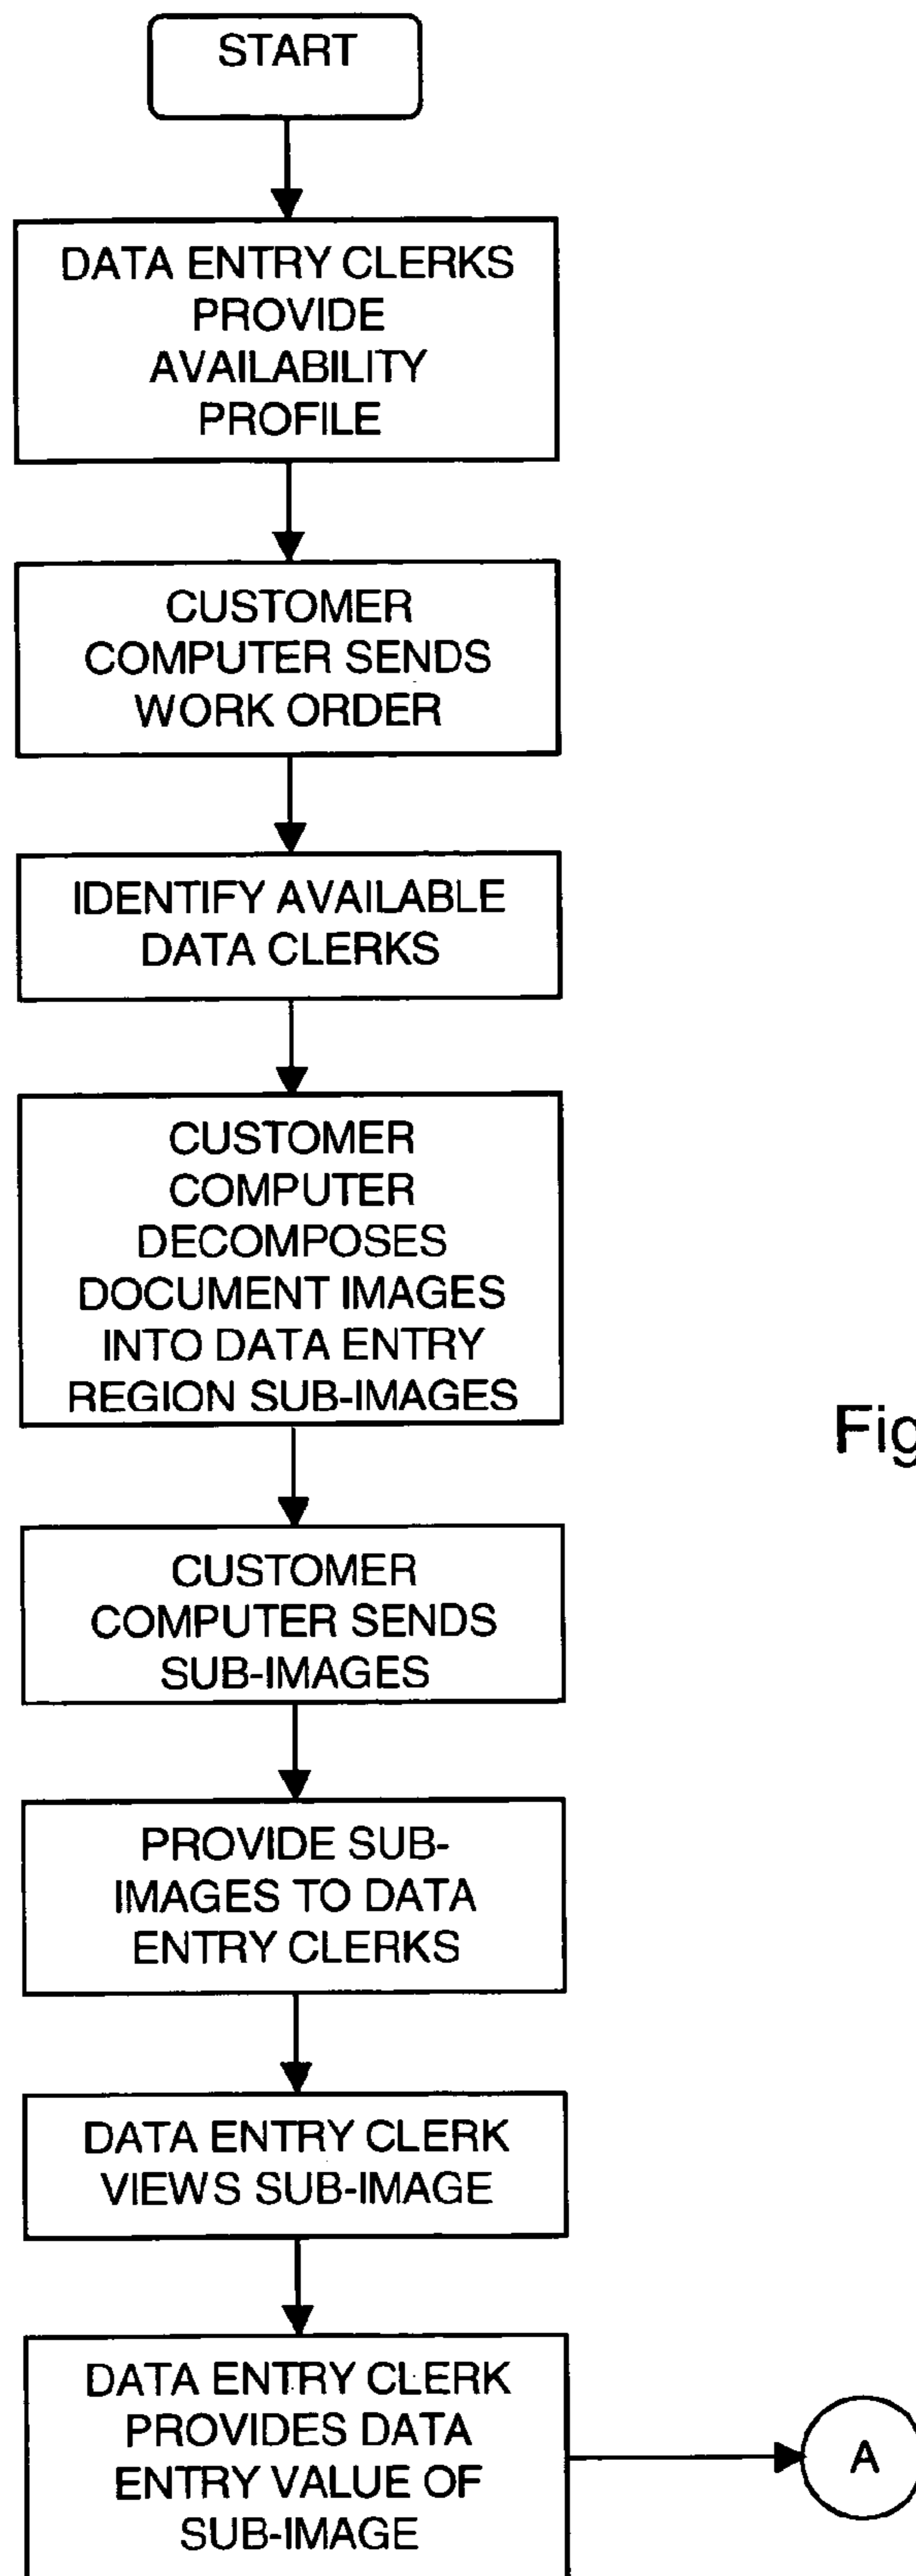 START
DATA ENTRY CLERKS
PROVIDE
AVAILABILITY
PROFILE
CUSTOMER
COMPUTER SENDS
WORK ORDER
IDENTIFY AVAILABLE
DATA CLERKS
CUSTOMER
COMPUTER
DECOMPOSES
DOCUMENT IMAGES
INTO DATA ENTRY
REGION SUB-IMAGES
Fig
CUSTOMER
COMPUTER SENDS
SUB-IMAGES
PROVIDE SUB-
IMAGES TO DATA
ENTRY CLERKS
DATA ENTRY CLERK
VIEWS SUB-IMAGE
DATA ENTRY CLERK
PROVIDES DATA
ENTRY VALUE OF
SUB-IMAGE
A